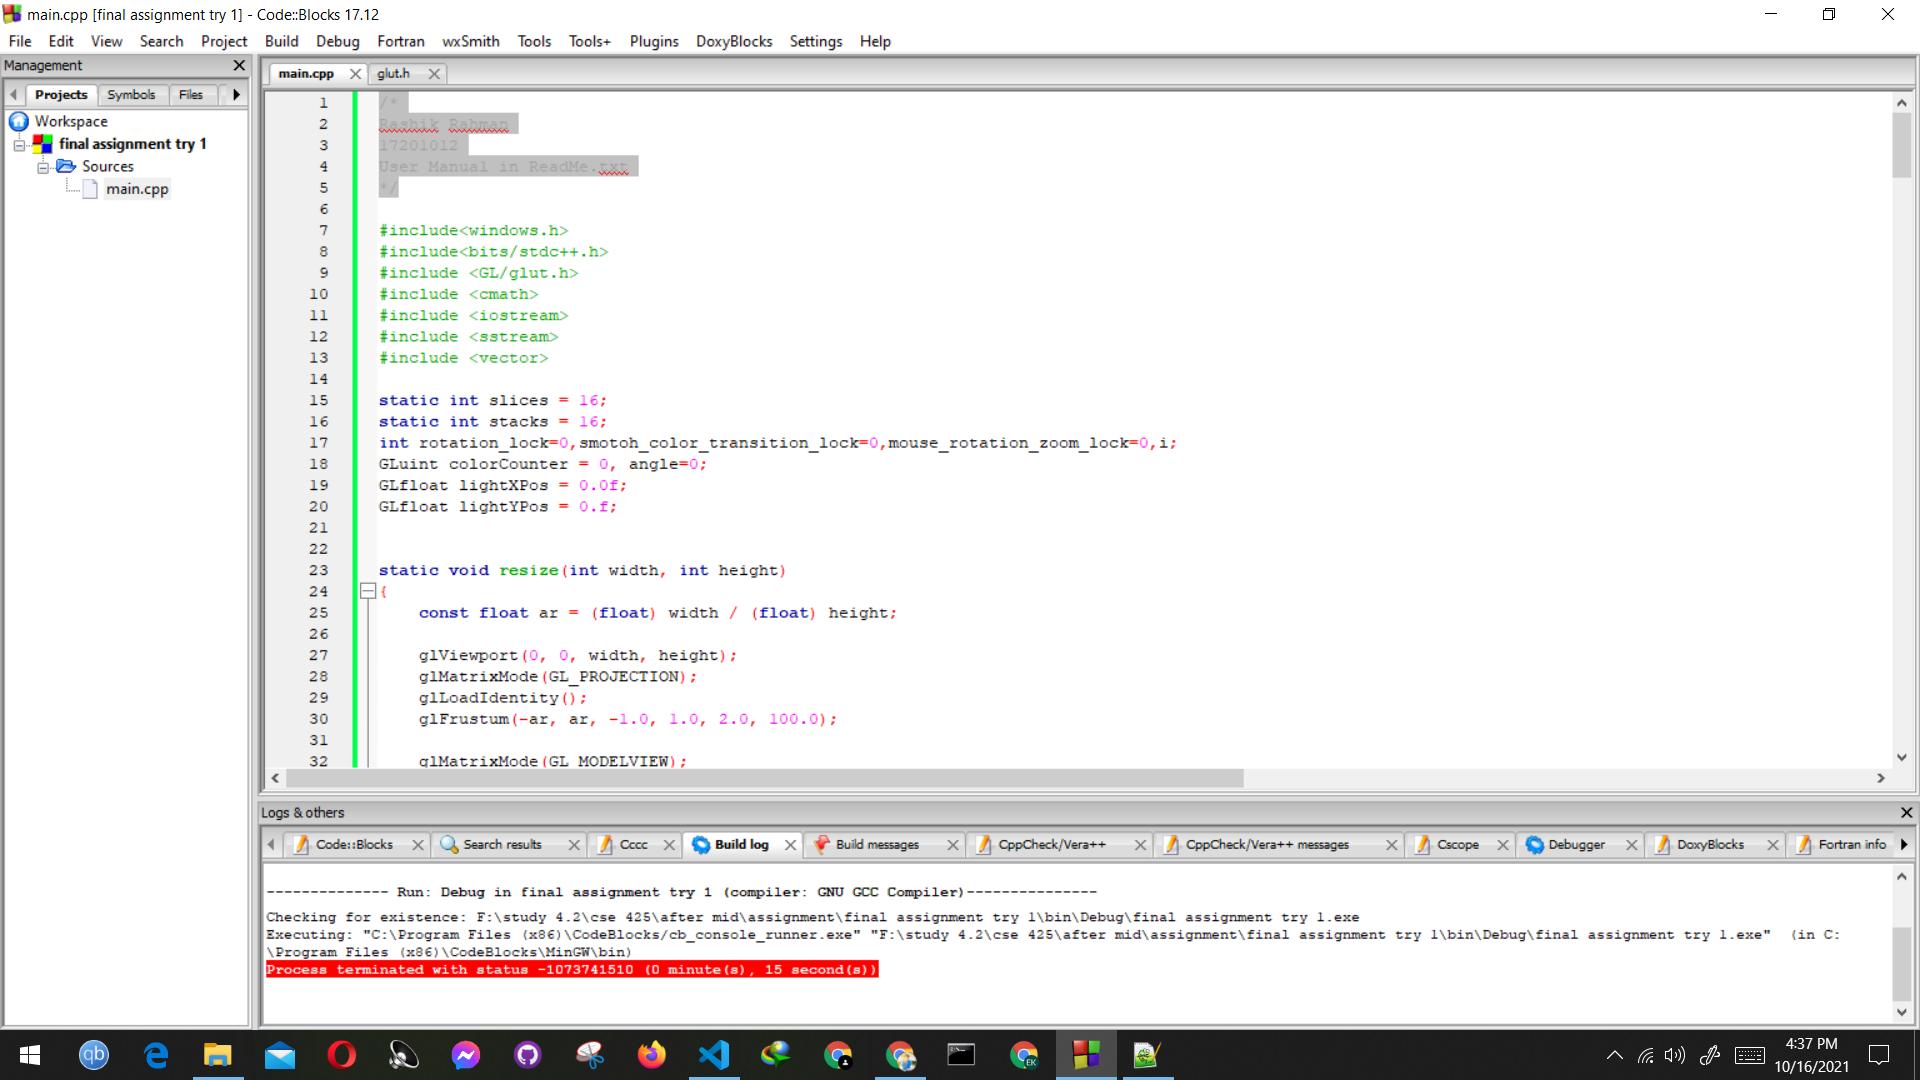 main.cpp [final assignment try 1] - Code::Blocks 17.12
File Edit View Search Project Build Debug Fortran wxSmith Tools Tools+ Plugins DoxyBlocks Settings Help
Management
Projects Symbols Files
Workspace
final assignment try 1
Sources
main.cpp
main.cpp glut.h
1 /*
2 Rashik Rahman
3 17201012
4 User Manual in ReadMe.txt
5 */
6
7 #include<windows.h>
8 #include<bits/stdc++.h>
9 #include <GL/glut.h>
10 #include <cmath>
11 #include <iostream>
12 #include <sstream>
13 #include <vector>
14
15 static int slices = 16;
16 static int stacks = 16;
17 int rotation_lock=0,smotoh_color_transition_lock=0,mouse_rotation_zoom_lock=0,i;
18 GLuint colorCounter = 0, angle=0;
19 GLfloat lightXPos = 0.0f;
20 GLfloat lightYPos = 0.f;
21
22
23 static void resize(int width, int height)
24 {
25 const float ar = (float) width / (float) height;
26
27 glViewport(0, 0, width, height);
28 glMatrixMode(GL_PROJECTION);
29 glLoadIdentity();
30 glFrustum(-ar, ar, -1.0, 1.0, 2.0, 100.0);
31
32 glMatrixMode(GL_MODELVIEW);
Logs & others
Code::Blocks Search results Cccc Build log Build messages CppCheck/Vera++ CppCheck/Vera++ messages Cscope Debugger DoxyBlocks Fortran info
-------------- Run: Debug in final assignment try 1 (compiler: GNU GCC Compiler)---------------
Checking for existence: F:\study 4.2\cse 425\after mid\assignment\final assignment try 1\bin\Debug\final assignment try 1.exe
Executing: "C:\Program Files (x86)\CodeBlocks/cb_console_runner.exe" "F:\study 4.2\cse 425\after mid\assignment\final assignment try 1\bin\Debug\final assignment try 1.exe"  (in C:
\Program Files (x86)\CodeBlocks\MinGW\bin)
Process terminated with status -1073741510 (0 minute(s), 15 second(s))
qb
EK
4:37 PM
10/16/2021